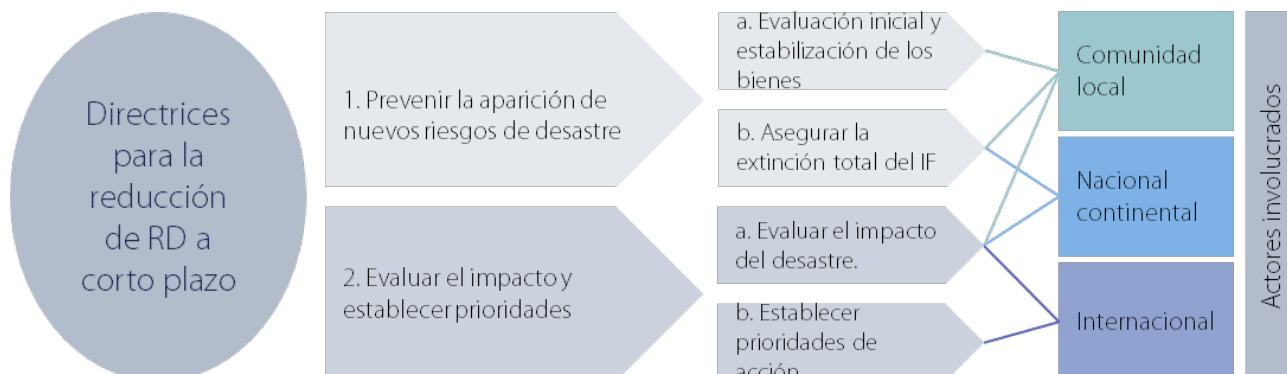 Directrices
para la
reducción
de RD a
corto plazo
1. Prevenir la aparición de
nuevos riesgos de desastre
2. Evaluar el impacto y
establecer prioridades
a. Evaluación inicial y
estabilización de los
bienes
b. Asegurar la
extinción total del IF
a. Evaluar el impacto
del desastre.
b. Establecer
prioridades de
acción
Comunidad
local
Nacional
continental
Internacional
Actores involucrados